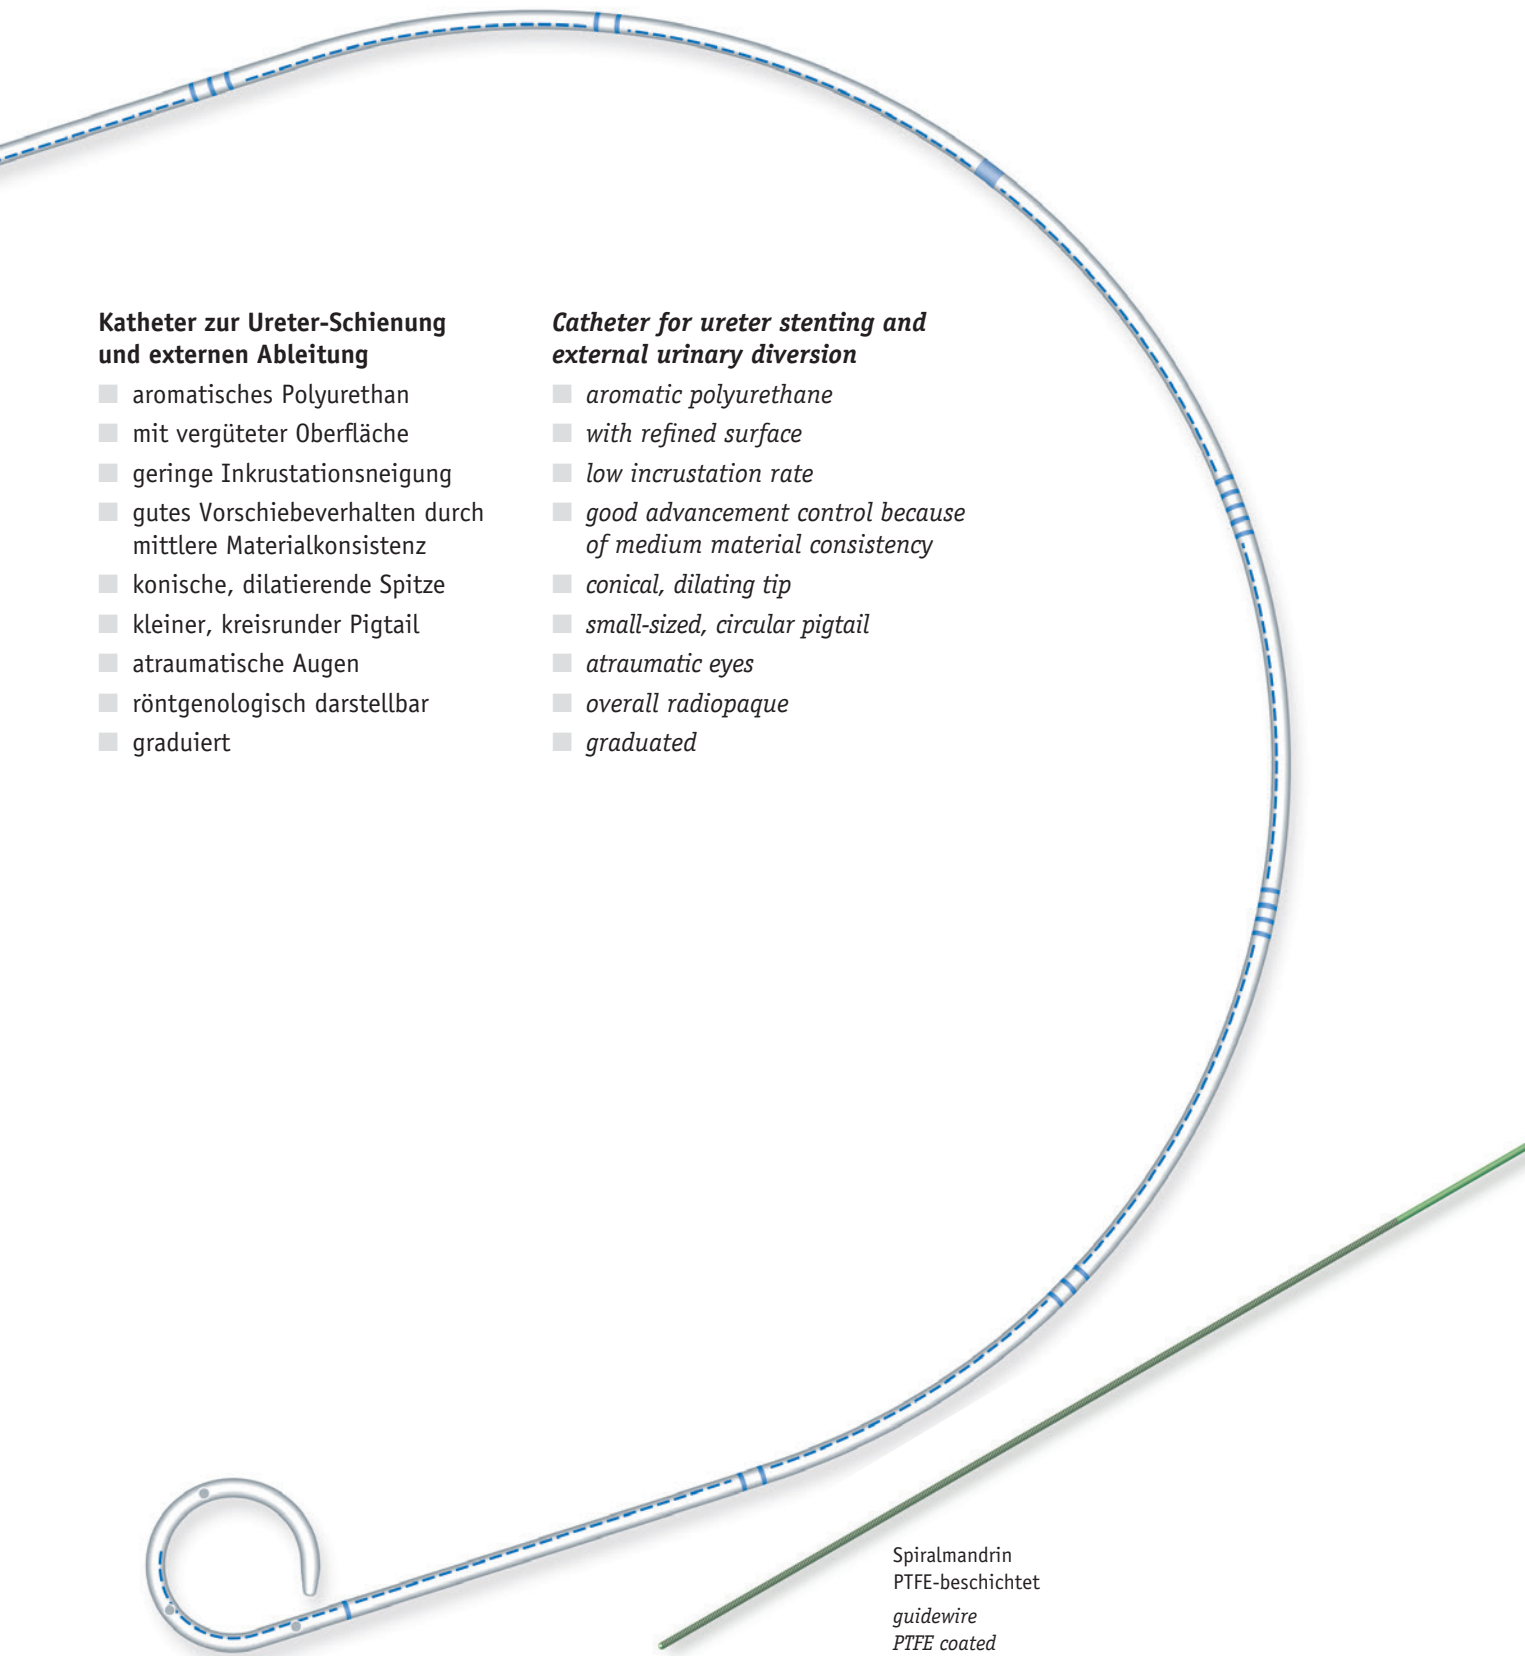 Katheter zur Ureter-Schienung
und externen Ableitung
aromatisches Polyurethan
mit vergüteter Oberfläche
geringe Inkrustationsneigung
gutes Vorschiebeverhalten durch
mittlere Materialkonsistenz
konische, dilatierende Spitze
kleiner, kreisrunder Pigtail
atraumatische Augen
röntgenologisch darstellbar
graduiert
Catheter for ureter stenting and
external urinary diversion
aromatic polyurethane
with refined surface
low incrustation rate
good advancement control because
of medium material consistency
conical, dilating tip
small-sized, circular pigtail
atraumatic eyes
overall radiopaque
graduated
Spiralmandrin
PTFE-beschichtet
guidewire
PTFE coated